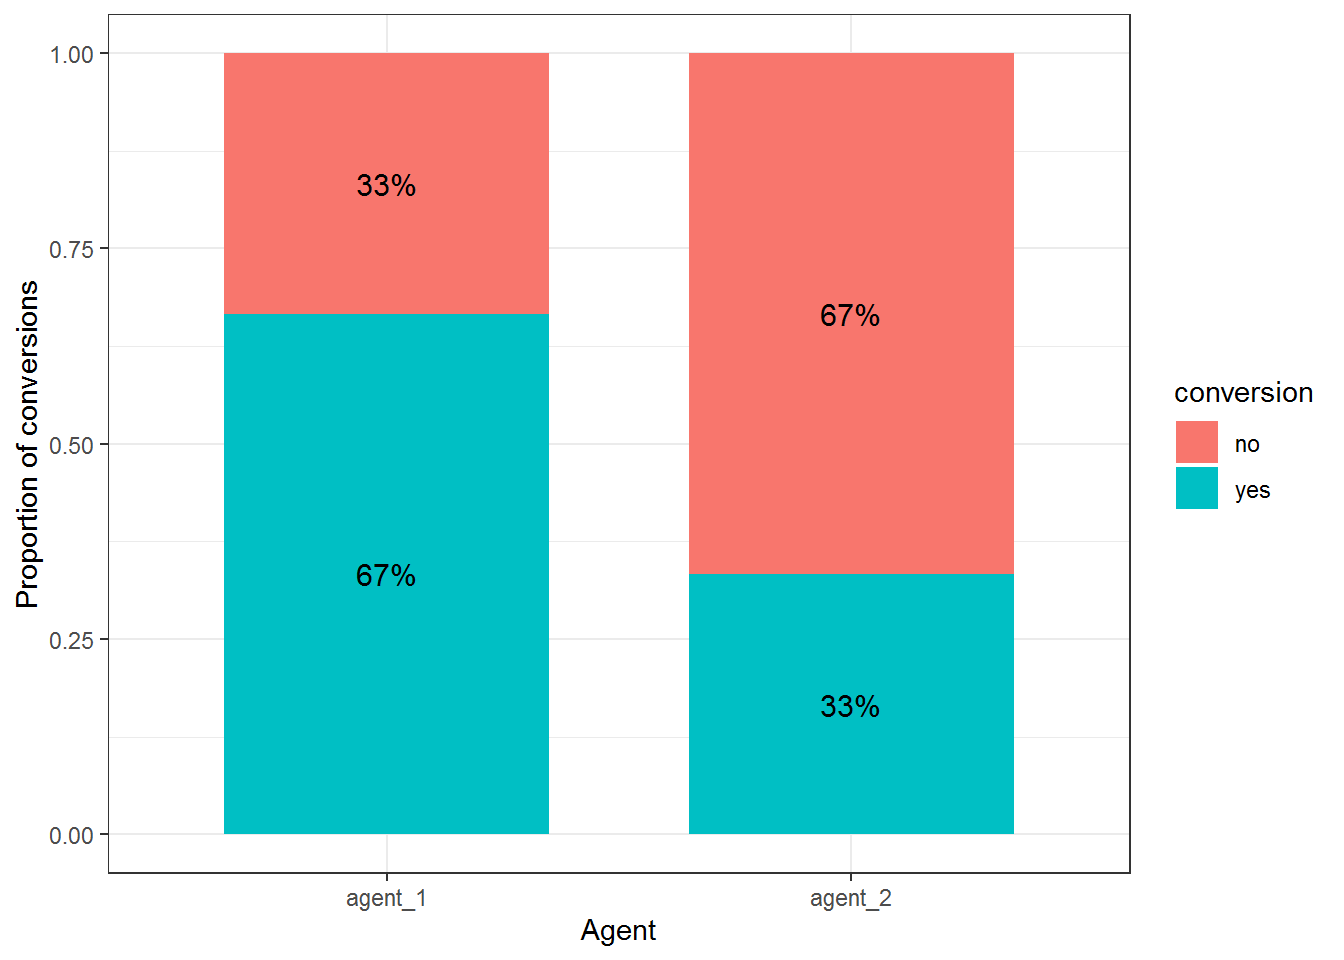 Proportion of conversions
1.00
0.75
0.50
0.25
0.00
33%
67%
67%
33%
agent_1
agent_2
Agent
conversion
no
yes